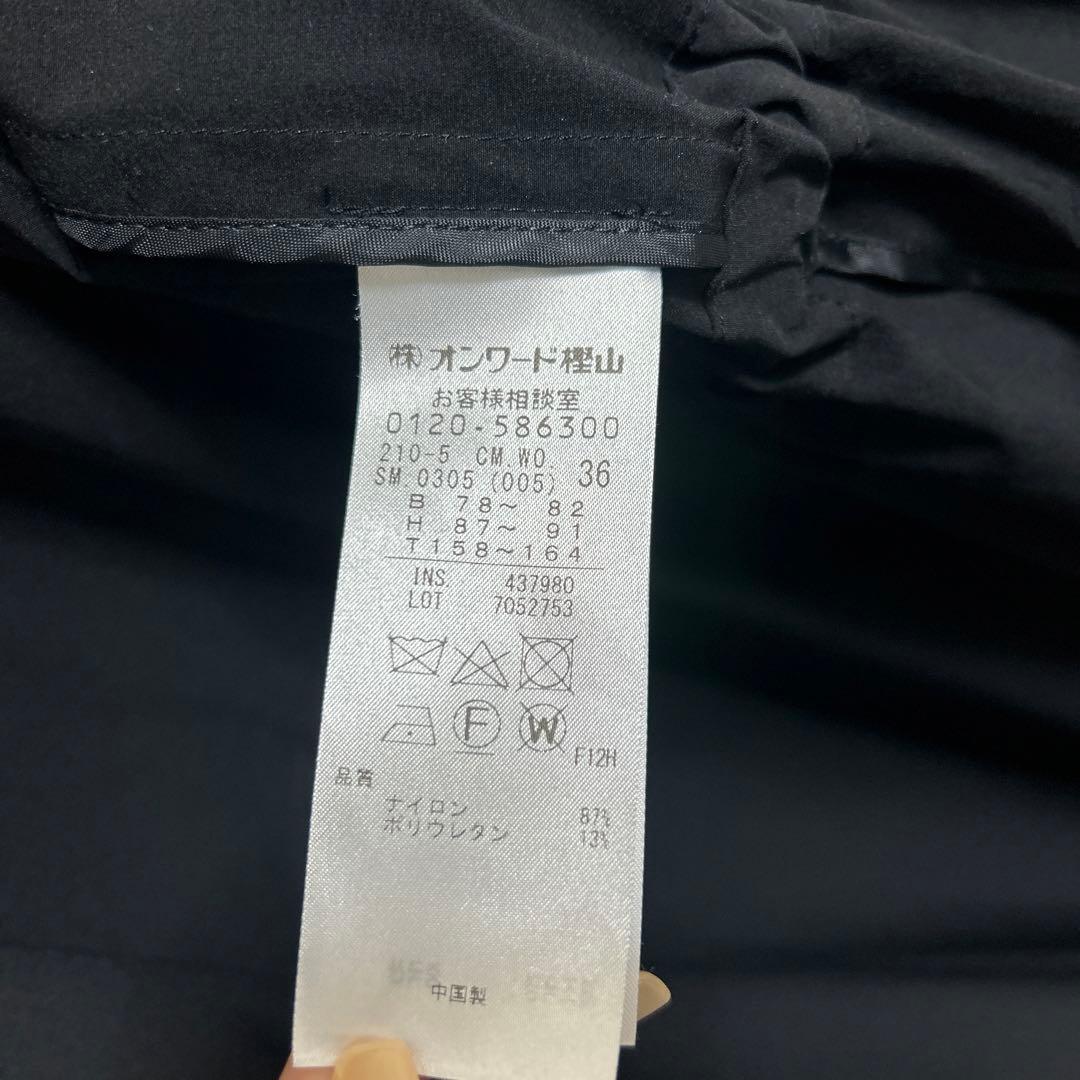 (株)オンワード樫山
お客様相談室
0120-586300
210-5 CM.WO. 36
SM.0305 (005)
B 78〜 82
H 87〜 91
T158〜164
INS. 437980
LOT 7052753
F W
F12H
品質
ナイロン 87%
ポリウレタン 13%
中国製